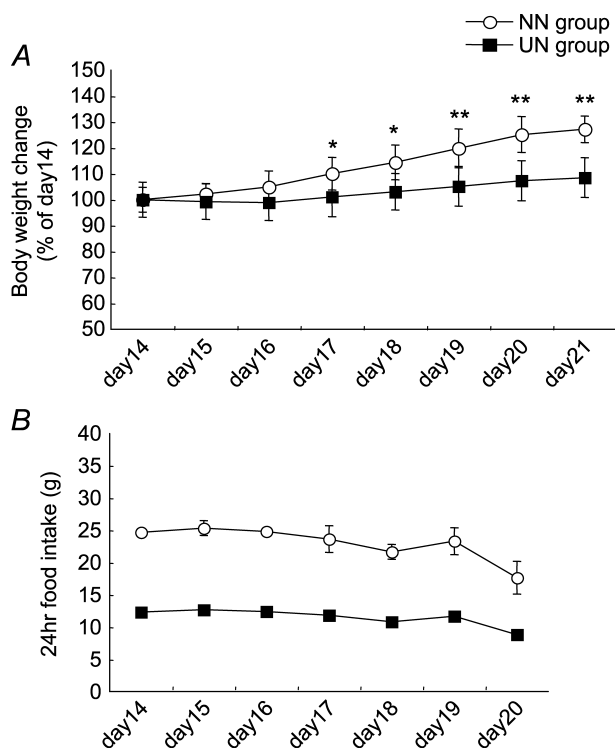 NN group
UN group
A
150
140
130
120
110
100
90
80
70
60
50
Body weight change
(% of day14)
* * ** ** **
day14 day15 day16 day17 day18 day19 day20 day21
B
40
35
30
25
20
15
10
5
0
24hr food intake (g)
day14 day15 day16 day17 day18 day19 day20